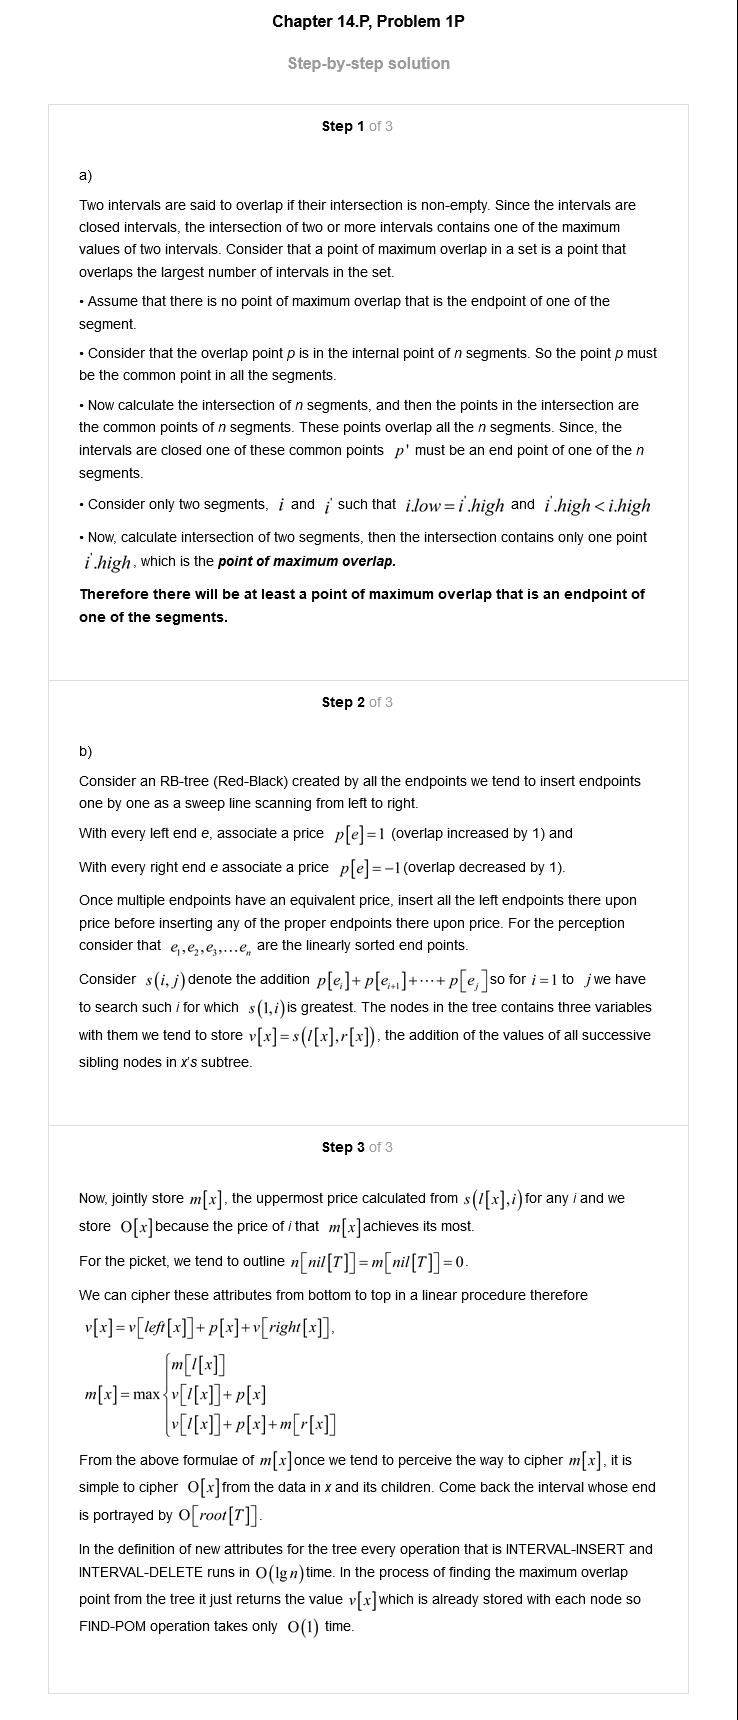 Chapter 14.P, Problem 1P
Step-by-step solution
Step 1 of 3
a)
Two intervals are said to overlap if their intersection is non-empty. Since the intervals are
closed intervals, the intersection of two or more intervals contains one of the maximum
values of two intervals. Consider that a point of maximum overlap in a set is a point that
overlaps the largest number of intervals in the set.
• Assume that there is no point of maximum overlap that is the endpoint of one of the
segment.
• Consider that the overlap point p is in the internal point of n segments. So the point p must
be the common point in all the segments.
• Now calculate the intersection of n segments, and then the points in the intersection are
the common points of n segments. These points overlap all the n segments. Since, the
intervals are closed one of these common points p' must be an end point of one of the n
segments.
• Consider only two segments, i and i' such that i.low = i'.high and i'.high < i.high
• Now, calculate intersection of two segments, then the intersection contains only one point
i'.high, which is the point of maximum overlap.
Therefore there will be at least a point of maximum overlap that is an endpoint of
one of the segments.
Step 2 of 3
b)
Consider an RB-tree (Red-Black) created by all the endpoints we tend to insert endpoints
one by one as a sweep line scanning from left to right.
With every left end e, associate a price p[e]=1 (overlap increased by 1) and
With every right end e associate a price p[e]=−1(overlap decreased by 1).
Once multiple endpoints have an equivalent price, insert all the left endpoints there upon
price before inserting any of the proper endpoints there upon price. For the perception
consider that e₁,e₂,e₃,…eₙ are the linearly sorted end points.
Consider s(i,j) denote the addition p[eᵢ]+p[eᵢ₊₁]+⋯+p[eⱼ] so for i=1 to j we have
to search such i for which s(1,i) is greatest. The nodes in the tree contains three variables
with them we tend to store v[x]=s(l[x],r[x]), the addition of the values of all successive
sibling nodes in x's subtree.
Step 3 of 3
Now, jointly store m[x], the uppermost price calculated from s(l[x],i) for any i and we
store O[x] because the price of i that m[x] achieves its most.
For the picket, we tend to outline n[nil[T]]=m[nil[T]]=0.
We can cipher these attributes from bottom to top in a linear procedure therefore
v[x]=v[left[x]]+p[x]+v[right[x]],
m[l[x]]
m[x]=max{v[l[x]]+p[x]
v[l[x]]+p[x]+m[r[x]]
From the above formulae of m[x] once we tend to perceive the way to cipher m[x], it is
simple to cipher O[x] from the data in x and its children. Come back the interval whose end
is portrayed by O[root[T]].
In the definition of new attributes for the tree every operation that is INTERVAL-INSERT and
INTERVAL-DELETE runs in O(lg n) time. In the process of finding the maximum overlap
point from the tree it just returns the value v[x] which is already stored with each node so
FIND-POM operation takes only O(1) time.